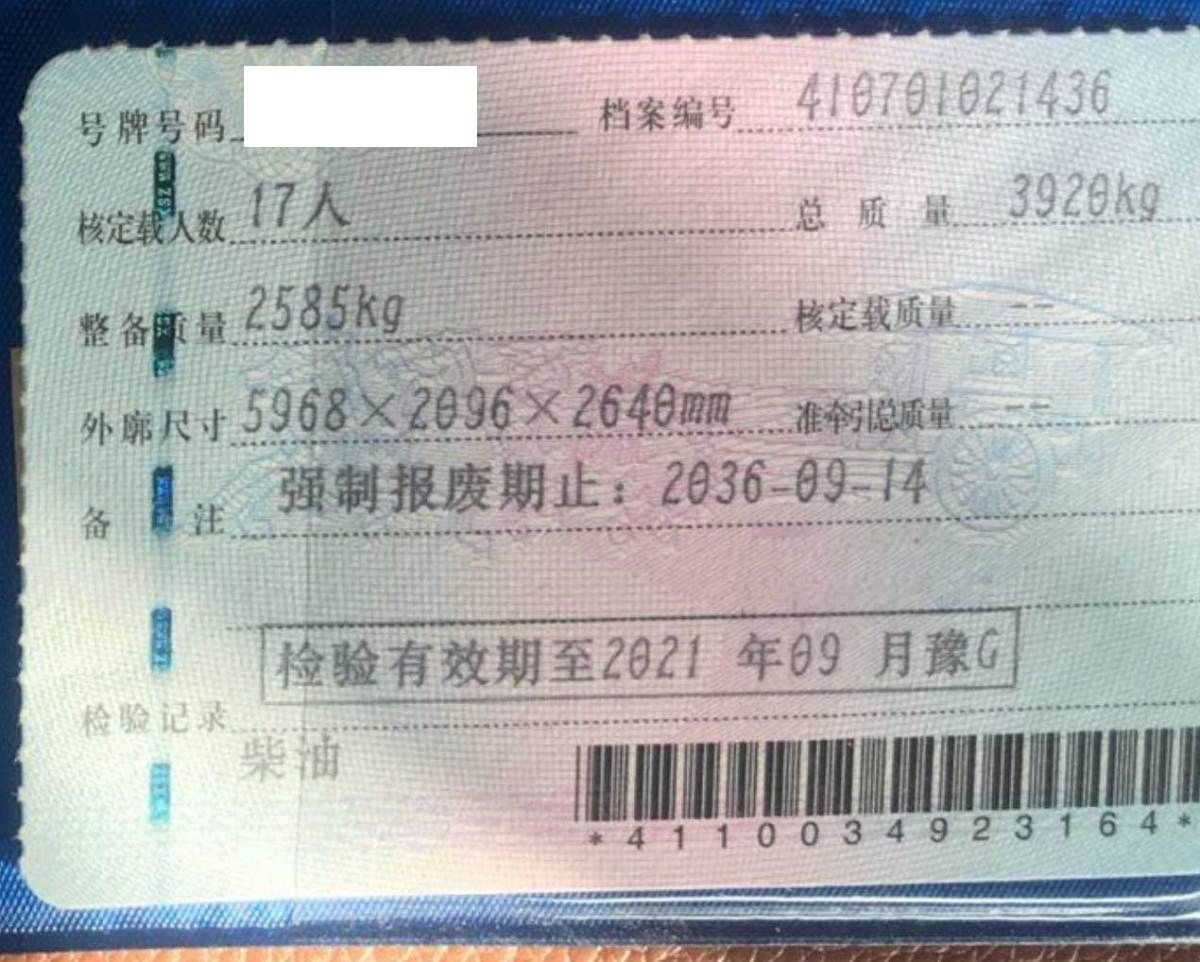 号牌号码 档案编号 410701021436
核定载人数 17人 总质量 3920kg
整备质量 2585kg 核定载质量 --
外廓尺寸 5968×2096×2640mm 准牵引总质量 --
备注 强制报废期止：2036-09-14
检验有效期至2021 年09 月豫G
检验记录
柴油
*4110034923164*